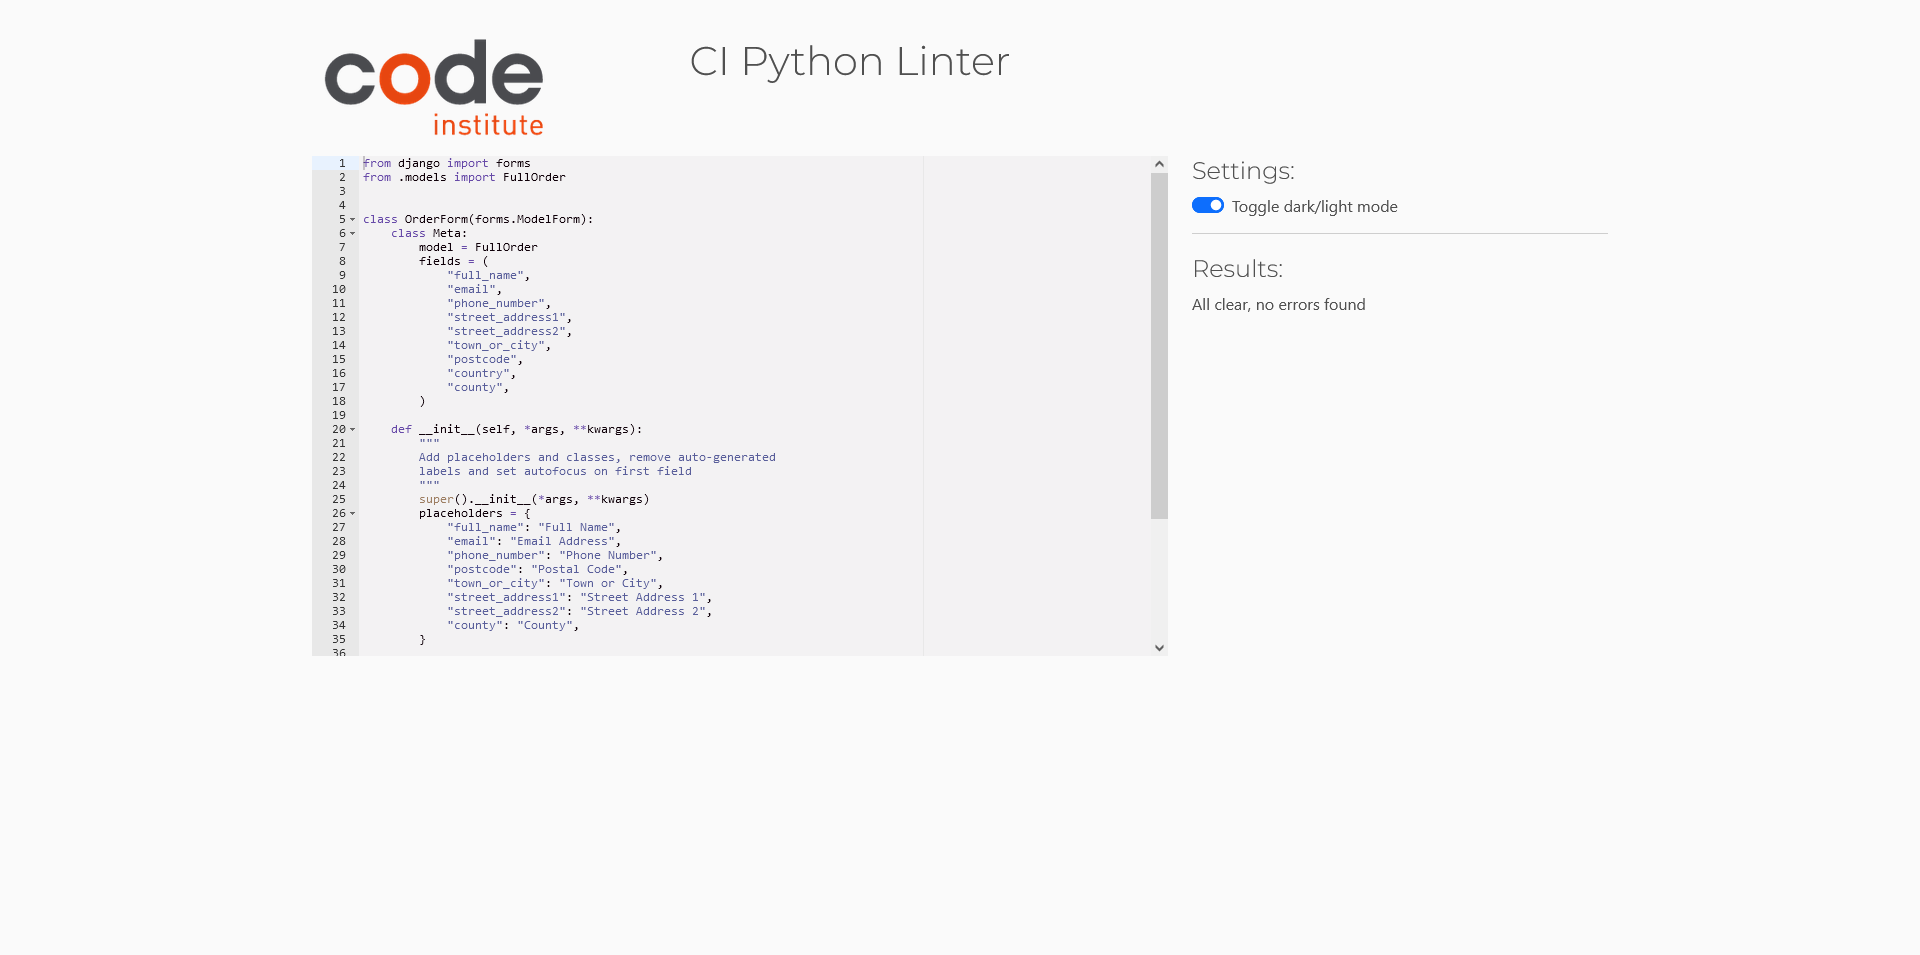 code
institute
CI Python Linter
1 from django import forms
2 from .models import FullOrder
3
4
5 class OrderForm(forms.ModelForm):
6     class Meta:
7         model = FullOrder
8         fields = (
9             "full_name",
10             "email",
11             "phone_number",
12             "street_address1",
13             "street_address2",
14             "town_or_city",
15             "postcode",
16             "country",
17             "county",
18         )
19
20     def __init__(self, *args, **kwargs):
21         """
22         Add placeholders and classes, remove auto-generated
23         labels and set autofocus on first field
24         """
25         super().__init__(*args, **kwargs)
26         placeholders = {
27             "full_name": "Full Name",
28             "email": "Email Address",
29             "phone_number": "Phone Number",
30             "postcode": "Postal Code",
31             "town_or_city": "Town or City",
32             "street_address1": "Street Address 1",
33             "street_address2": "Street Address 2",
34             "county": "County",
35         }
36
Settings:
Toggle dark/light mode
Results:
All clear, no errors found